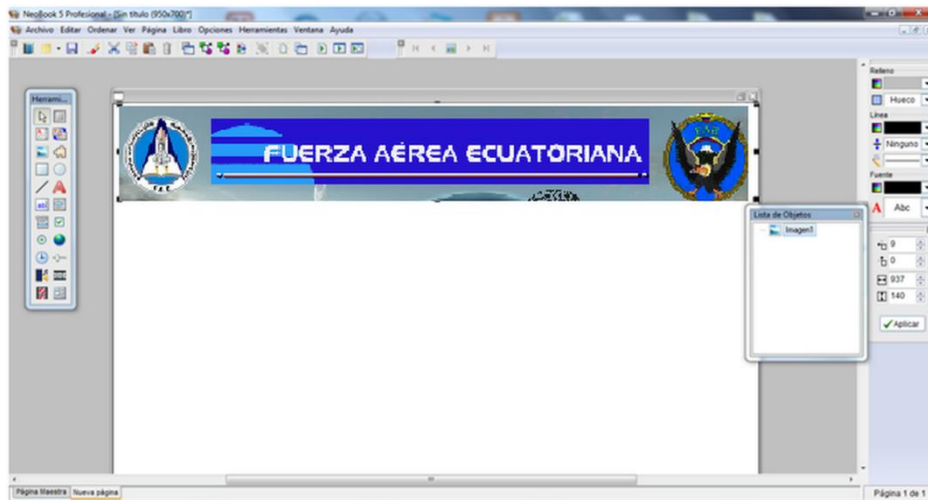 NeoBook 5 Profesional - [Sin título (950x700)*]
Archivo Editar Ordenar Ver Página Libro Opciones Herramientas Ventana Ayuda
Herrami...
FUERZA AÉREA ECUATORIANA
Relleno
Hueco
Línea
Ninguno
Fuente
A Abc
Lista de Objetos
Imagen1
9
0
937
140
Aplicar
Página Maestra Nueva página
Página 1 de 1